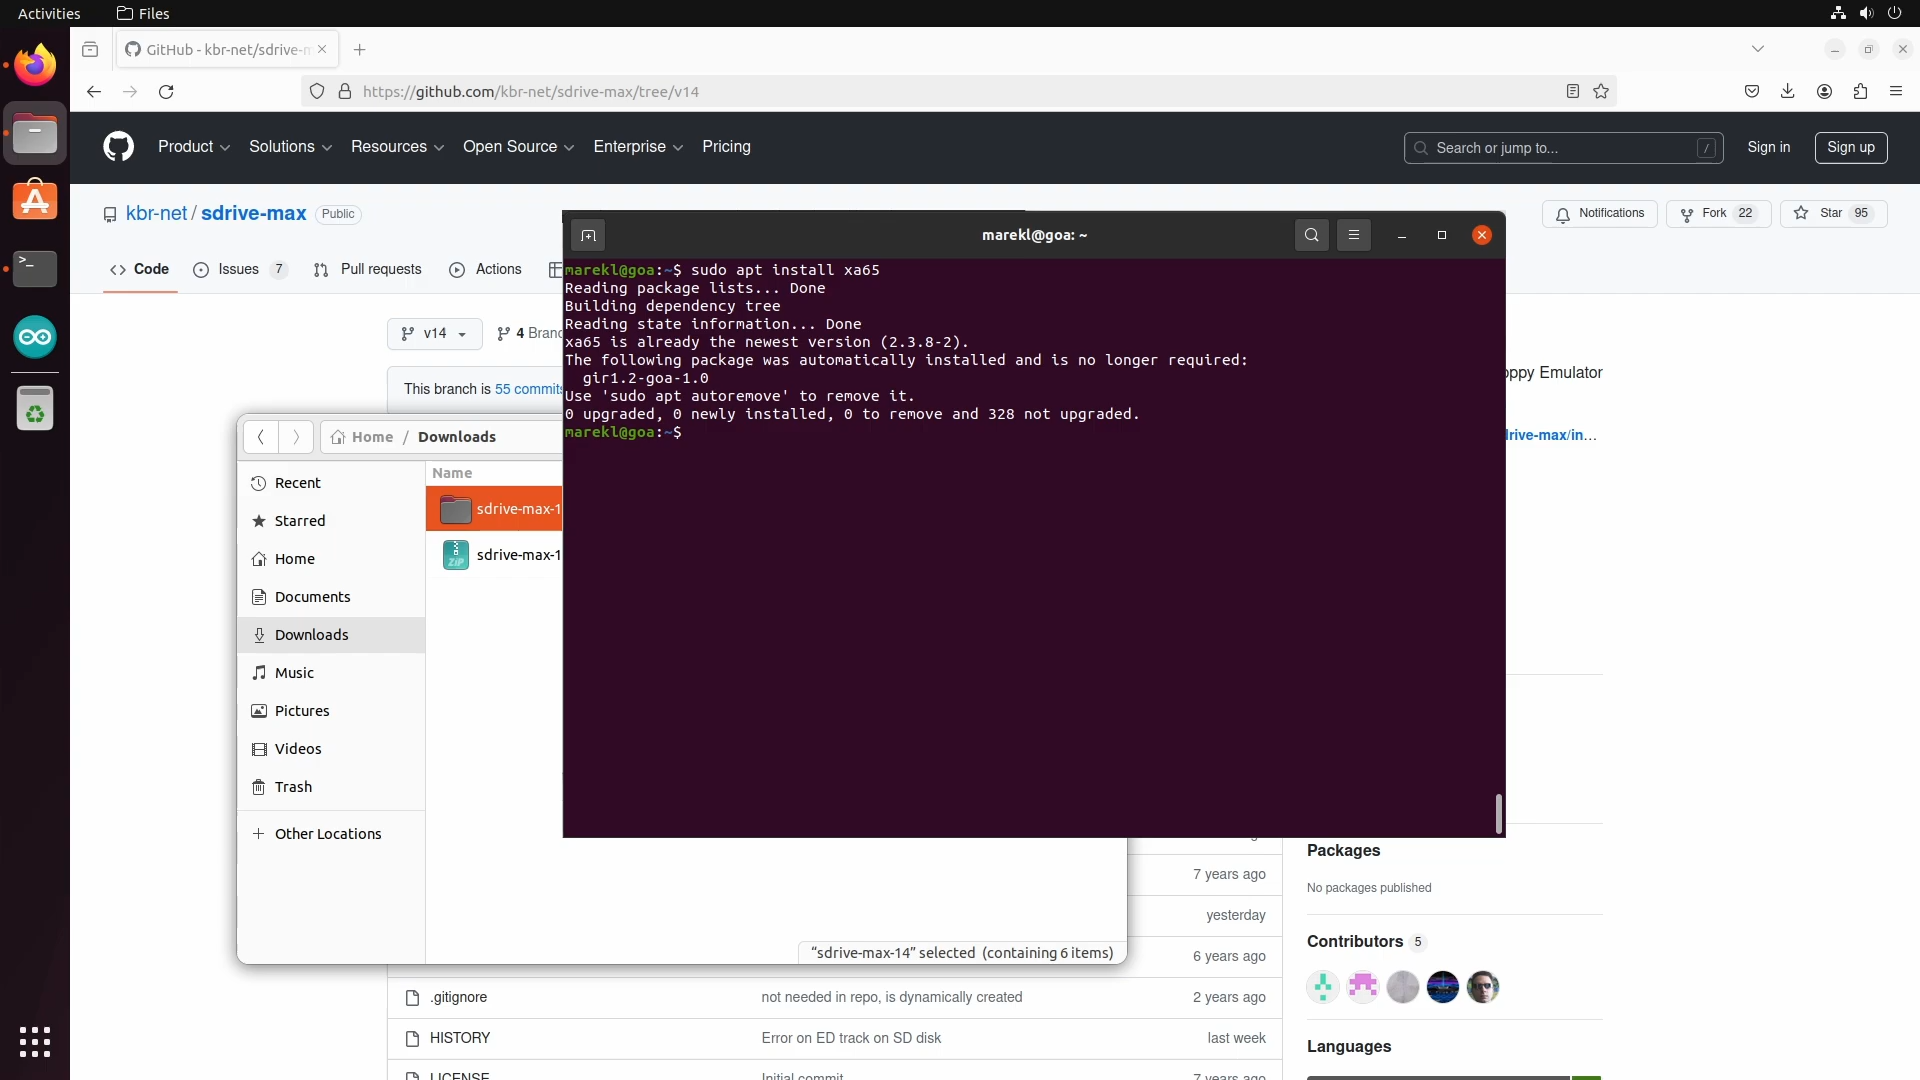 Activities
Files
GitHub - kbr-net/sdrive-m
https://github.com/kbr-net/sdrive-max/tree/v14
Product
Solutions
Resources
Open Source
Enterprise
Pricing
Search or jump to...
/
Sign in
Sign up
kbr-net / sdrive-max
Public
Notifications
Fork 22
Star 95
Code
Issues 7
Pull requests
Actions
v14
4 Branc
This branch is 55 commits
marekl@goa: ~
marekl@goa:~$ sudo apt install xa65
Reading package lists... Done
Building dependency tree
Reading state information... Done
xa65 is already the newest version (2.3.8-2).
The following package was automatically installed and is no longer required:
gir1.2-goa-1.0
Use 'sudo apt autoremove' to remove it.
0 upgraded, 0 newly installed, 0 to remove and 328 not upgraded.
marekl@goa:~$
oppy Emulator
drive-max/in...
Home / Downloads
Name
sdrive-max-1
ZIP
sdrive-max-1
Recent
Starred
Home
Documents
Downloads
Music
Pictures
Videos
Trash
Other Locations
"sdrive-max-14" selected (containing 6 items)
7 years ago
yesterday
6 years ago
.gitignore
not needed in repo, is dynamically created
2 years ago
HISTORY
Error on ED track on SD disk
last week
LICENSE
Initial commit
7 years ago
Packages
No packages published
Contributors 5
Languages